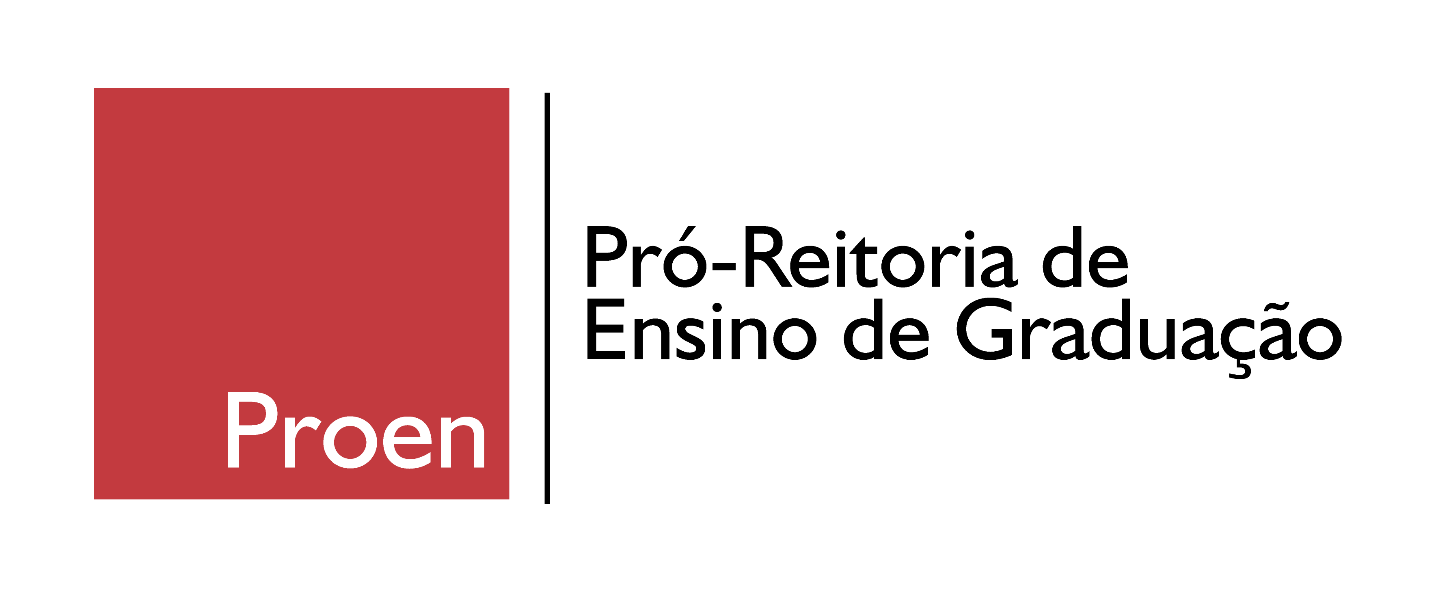 Proen
Pró-Reitoria de
Ensino de Graduação